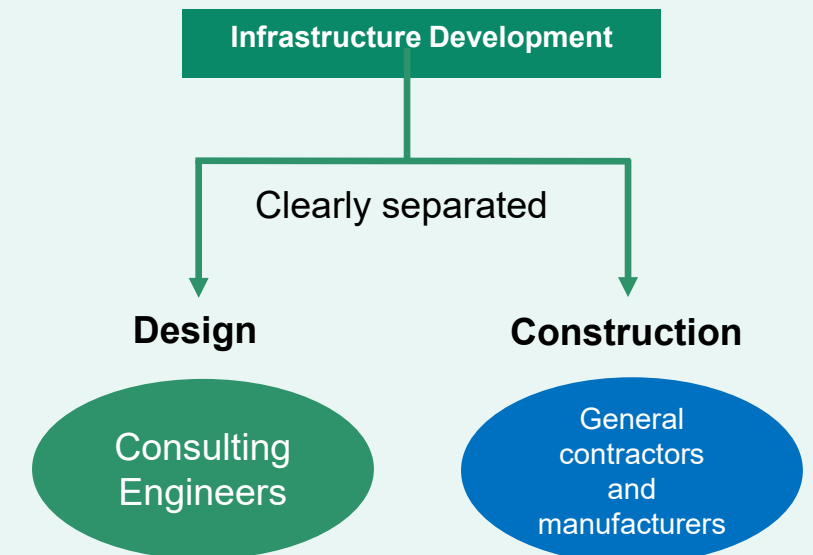 Infrastructure Development
Clearly separated
Design
Construction
Consulting
Engineers
General
contractors
and
manufacturers